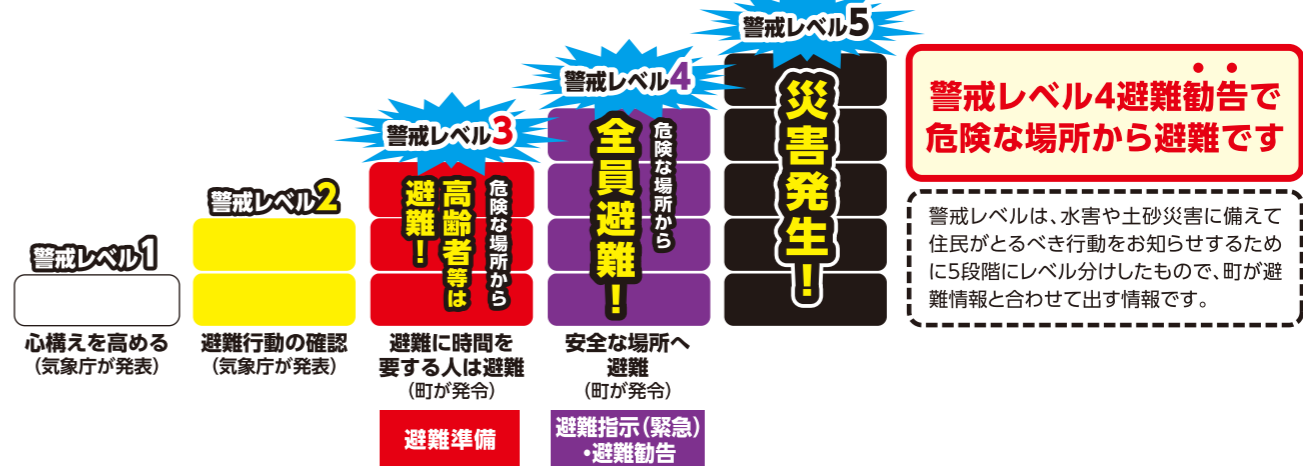 警戒レベル1
心構えを高める
(気象庁が発表)
警戒レベル2
避難行動の確認
(気象庁が発表)
警戒レベル3
危険な場所から
高齢者等は
避難!
避難に時間を
要する人は避難
(町が発令)
避難準備
警戒レベル4
危険な場所から
全員避難!
安全な場所へ
避難
(町が発令)
避難指示(緊急)
・避難勧告
警戒レベル5
災害発生!
警戒レベル4避難勧告で
危険な場所から避難です
警戒レベルは、水害や土砂災害に備えて
住民がとるべき行動をお知らせするため
に5段階にレベル分けしたもので、町が避
難情報と合わせて出す情報です。